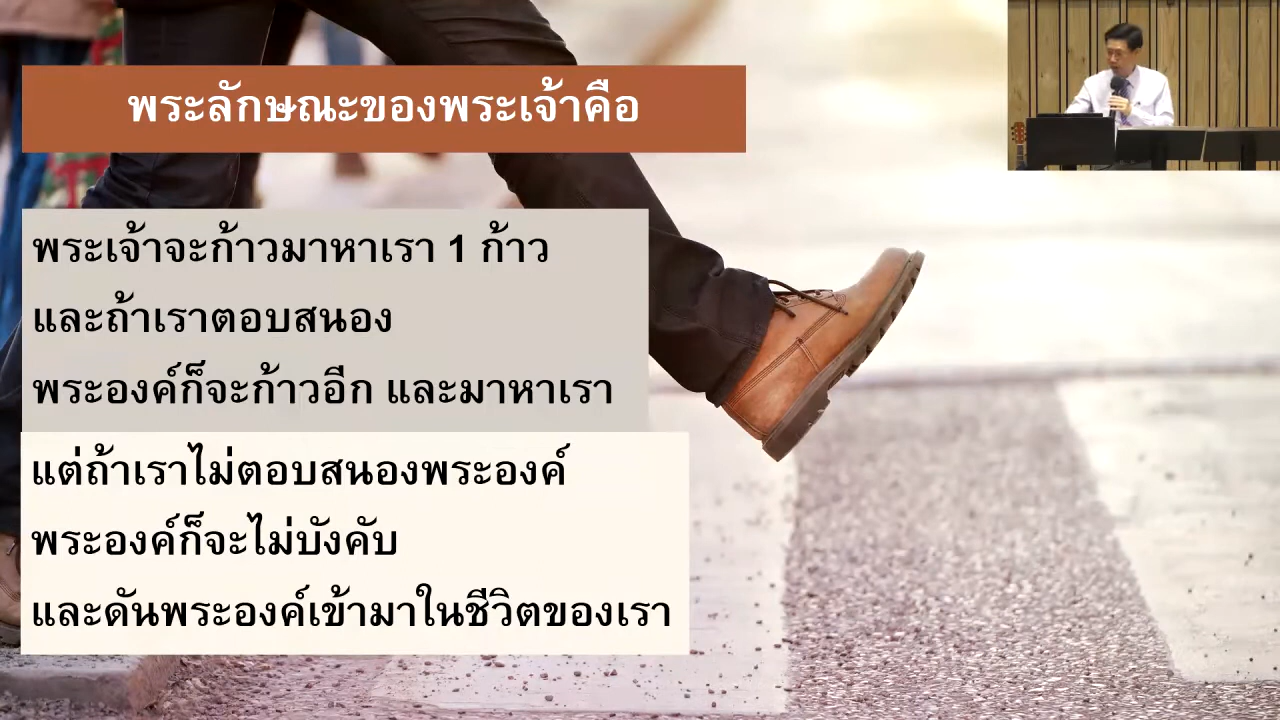 พระลักษณะของพระเจ้าคือ
พระเจ้าจะก้าวมาหาเรา 1 ก้าว
และถ้าเราตอบสนอง
พระองค์ก็จะก้าวอีก และมาหาเรา
แต่ถ้าเราไม่ตอบสนองพระองค์
พระองค์ก็จะไม่บังคับ
และดันพระองค์เข้ามาในชีวิตของเรา